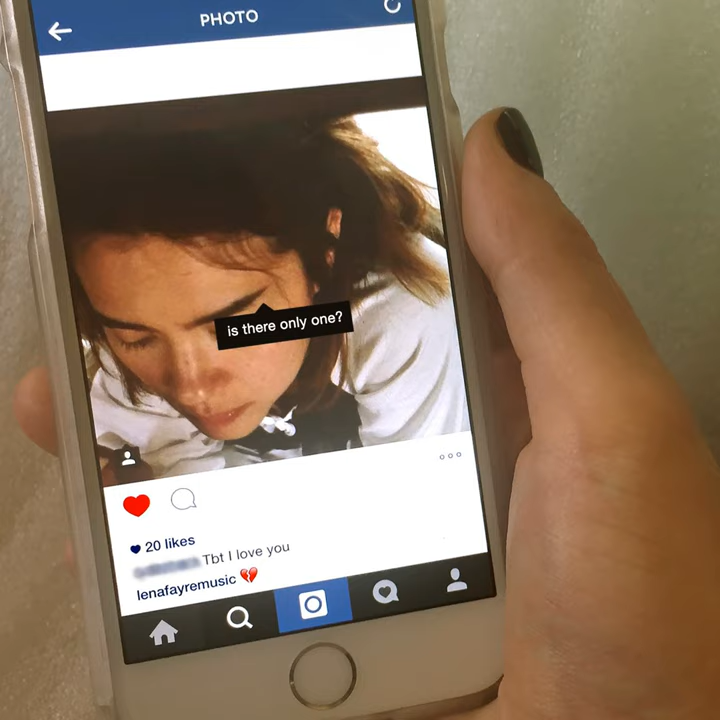 PHOTO
is there only one?
20 likes
Tbt I love you
lenafayremusic 💔